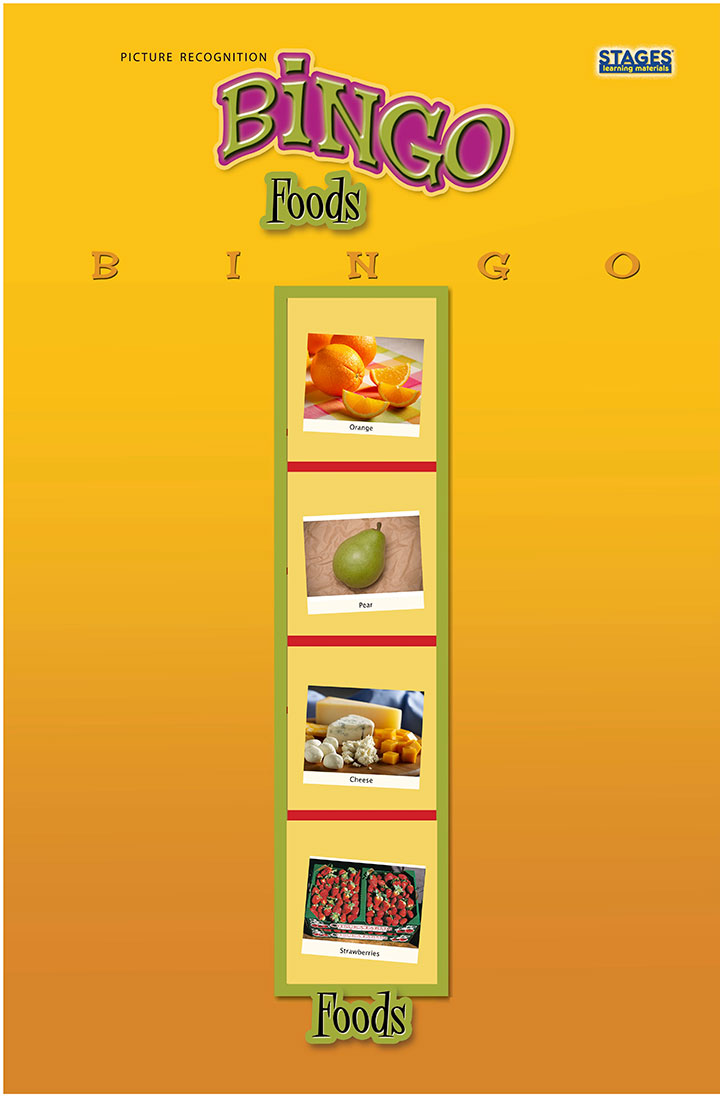 PICTURE RECOGNITION
STAGES®
learning materials
BiNGO
Foods
B I N G O
Orange
Pear
Cheese
Strawberries
Foods